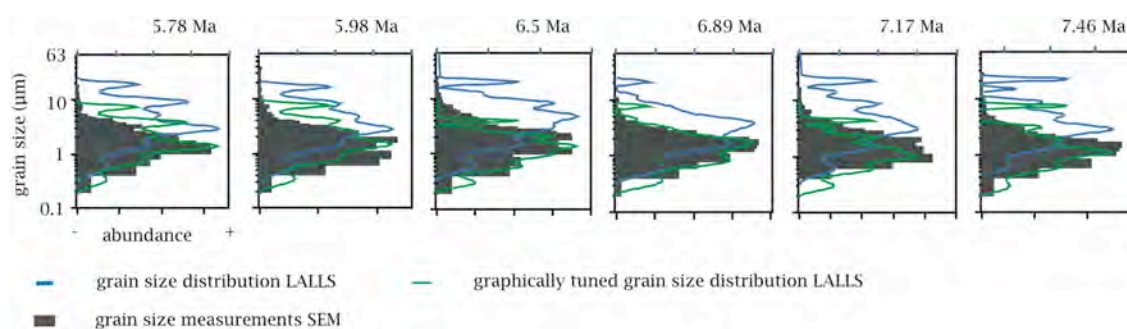 5.78 Ma 5.98 Ma 6.5 Ma 6.89 Ma 7.17 Ma 7.46 Ma
63
10
1
0.1
grain size (µm)
- abundance +
grain size distribution LALLS graphically tuned grain size distribution LALLS
grain size measurements SEM